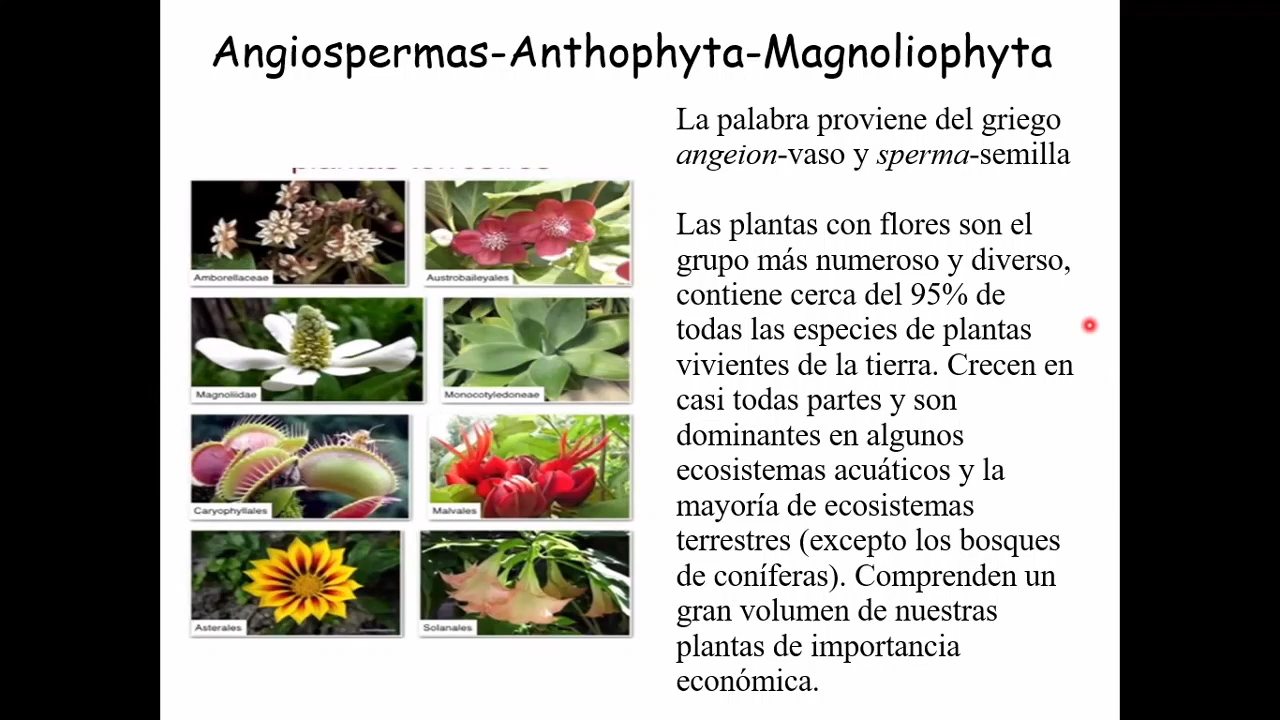 Angiospermas-Anthophyta-Magnoliophyta
La palabra proviene del griego
angeion-vaso y sperma-semilla
Las plantas con flores son el
grupo más numeroso y diverso,
contiene cerca del 95% de
todas las especies de plantas
vivientes de la tierra. Crecen en
casi todas partes y son
dominantes en algunos
ecosistemas acuáticos y la
mayoría de ecosistemas
terrestres (excepto los bosques
de coníferas). Comprenden un
gran volumen de nuestras
plantas de importancia
económica.
Amborellaceae
Austrobaileyales
Magnoliidae
Monocotyledoneae
Caryophyllales
Malvales
Asterales
Solanales